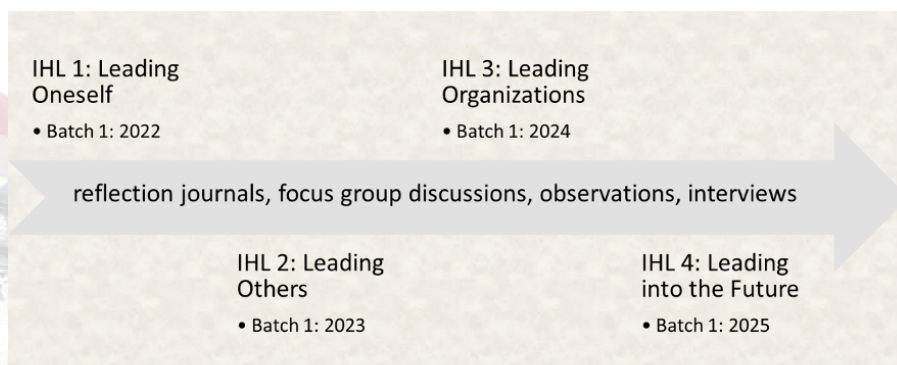 IHL 1: Leading
Oneself
• Batch 1: 2022
IHL 3: Leading
Organizations
• Batch 1: 2024
reflection journals, focus group discussions, observations, interviews
IHL 2: Leading
Others
• Batch 1: 2023
IHL 4: Leading
into the Future
• Batch 1: 2025